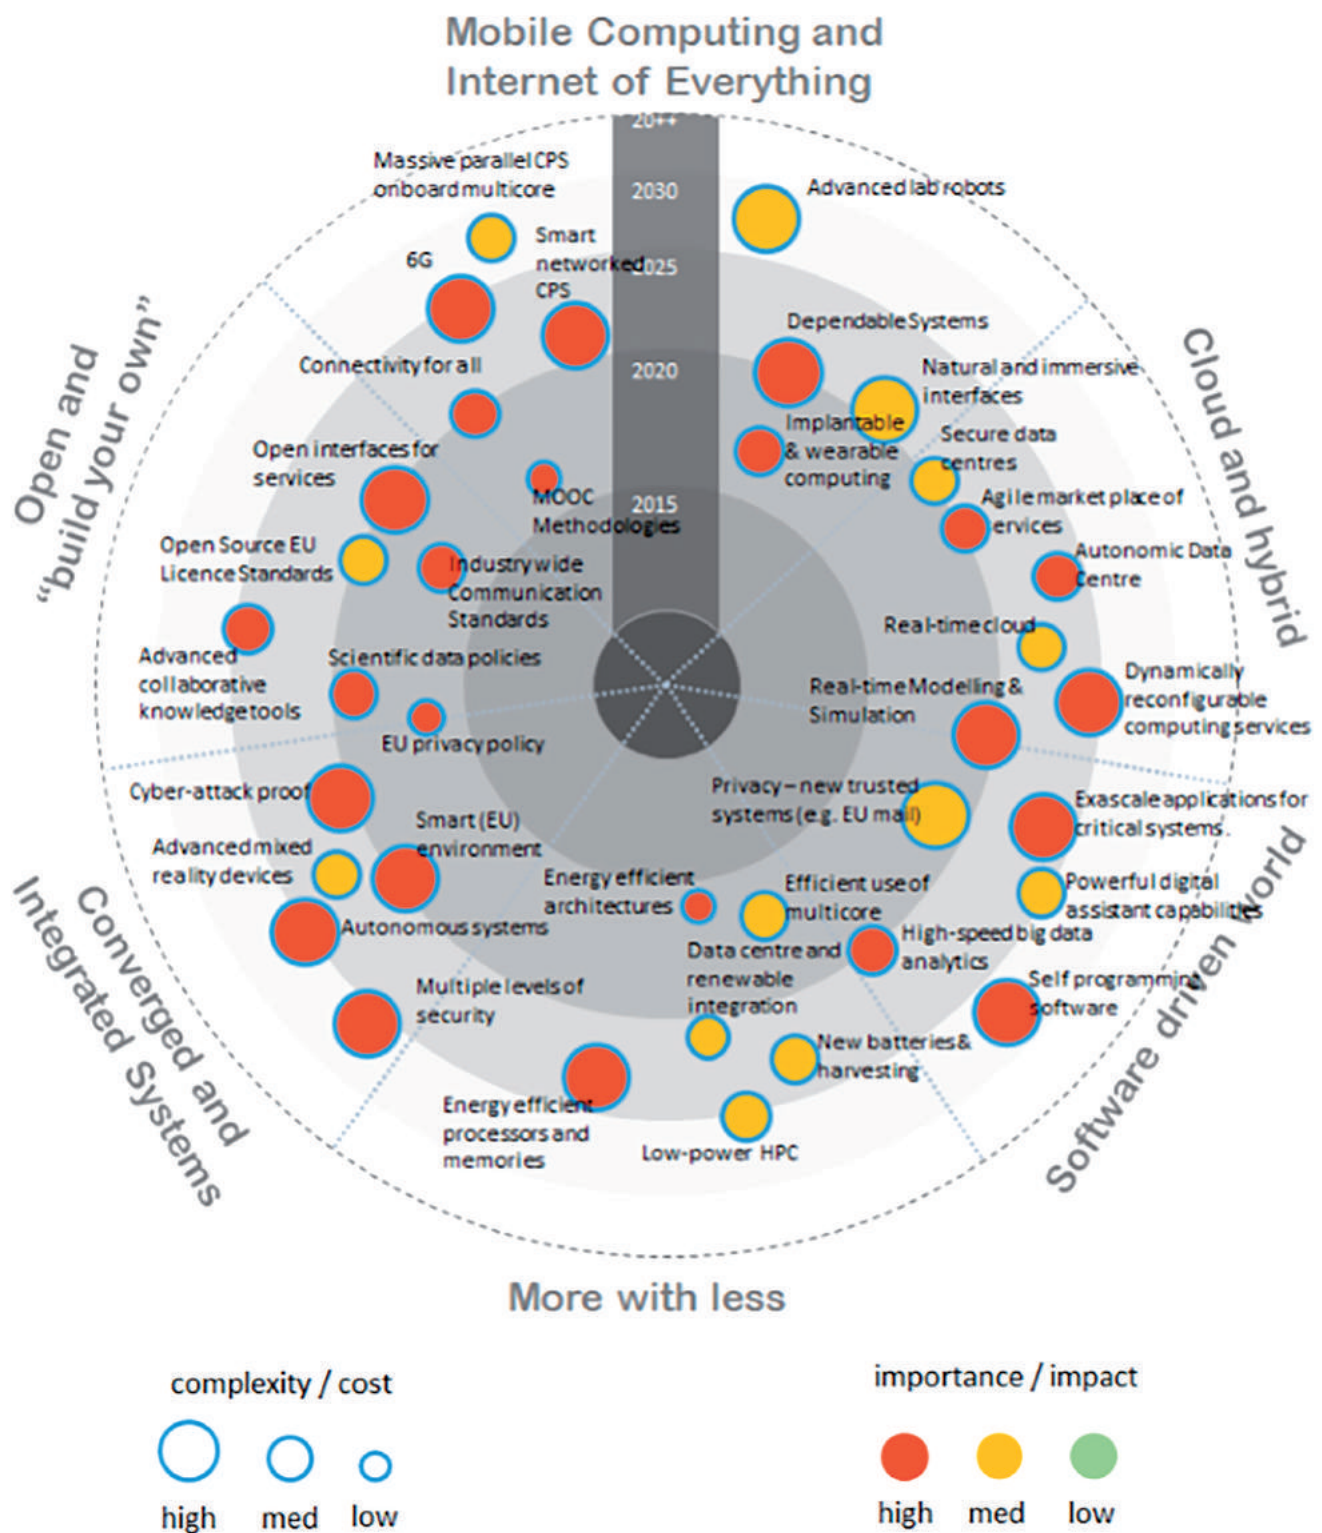 Mobile Computing and
Internet of Everything
20++
2030
2025
2020
2015
Massive parallel CPS
onboard multicore
6G
Smart
networked
CPS
Connectivity for all
MOOC
Methodologies
Advanced lab robots
Dependable Systems
Natural and immersive
interfaces
Implantable
& wearable
computing
Cloud and hybrid
Secure data
centres
Agile market place of
services
Autonomic Data
Centre
Real-time cloud
Dynamically
reconfigurable
computing services
Real-time Modelling &
Simulation
Software driven world
Privacy – new trusted
systems (e.g. EU mail)
Exascale applications for
critical systems.
Powerful digital
assistant capabilities
High-speed big data
analytics
Self programming
software
More with less
Energy efficient
architectures
Efficient use of
multicore
Data centre and
renewable
integration
New batteries &
harvesting
Low-power HPC
Energy efficient
processors and
memories
Converged and
Integrated Systems
Cyber-attack proof
Smart (EU)
environment
Advanced mixed
reality devices
Autonomous systems
Multiple levels of
security
Open and
“build your own”
Open interfaces for
services
Open Source EU
Licence Standards
Industry wide
Communication
Standards
Advanced
collaborative
knowledge tools
Scientific data policies
EU privacy policy
complexity / cost
high med low
importance / impact
high med low